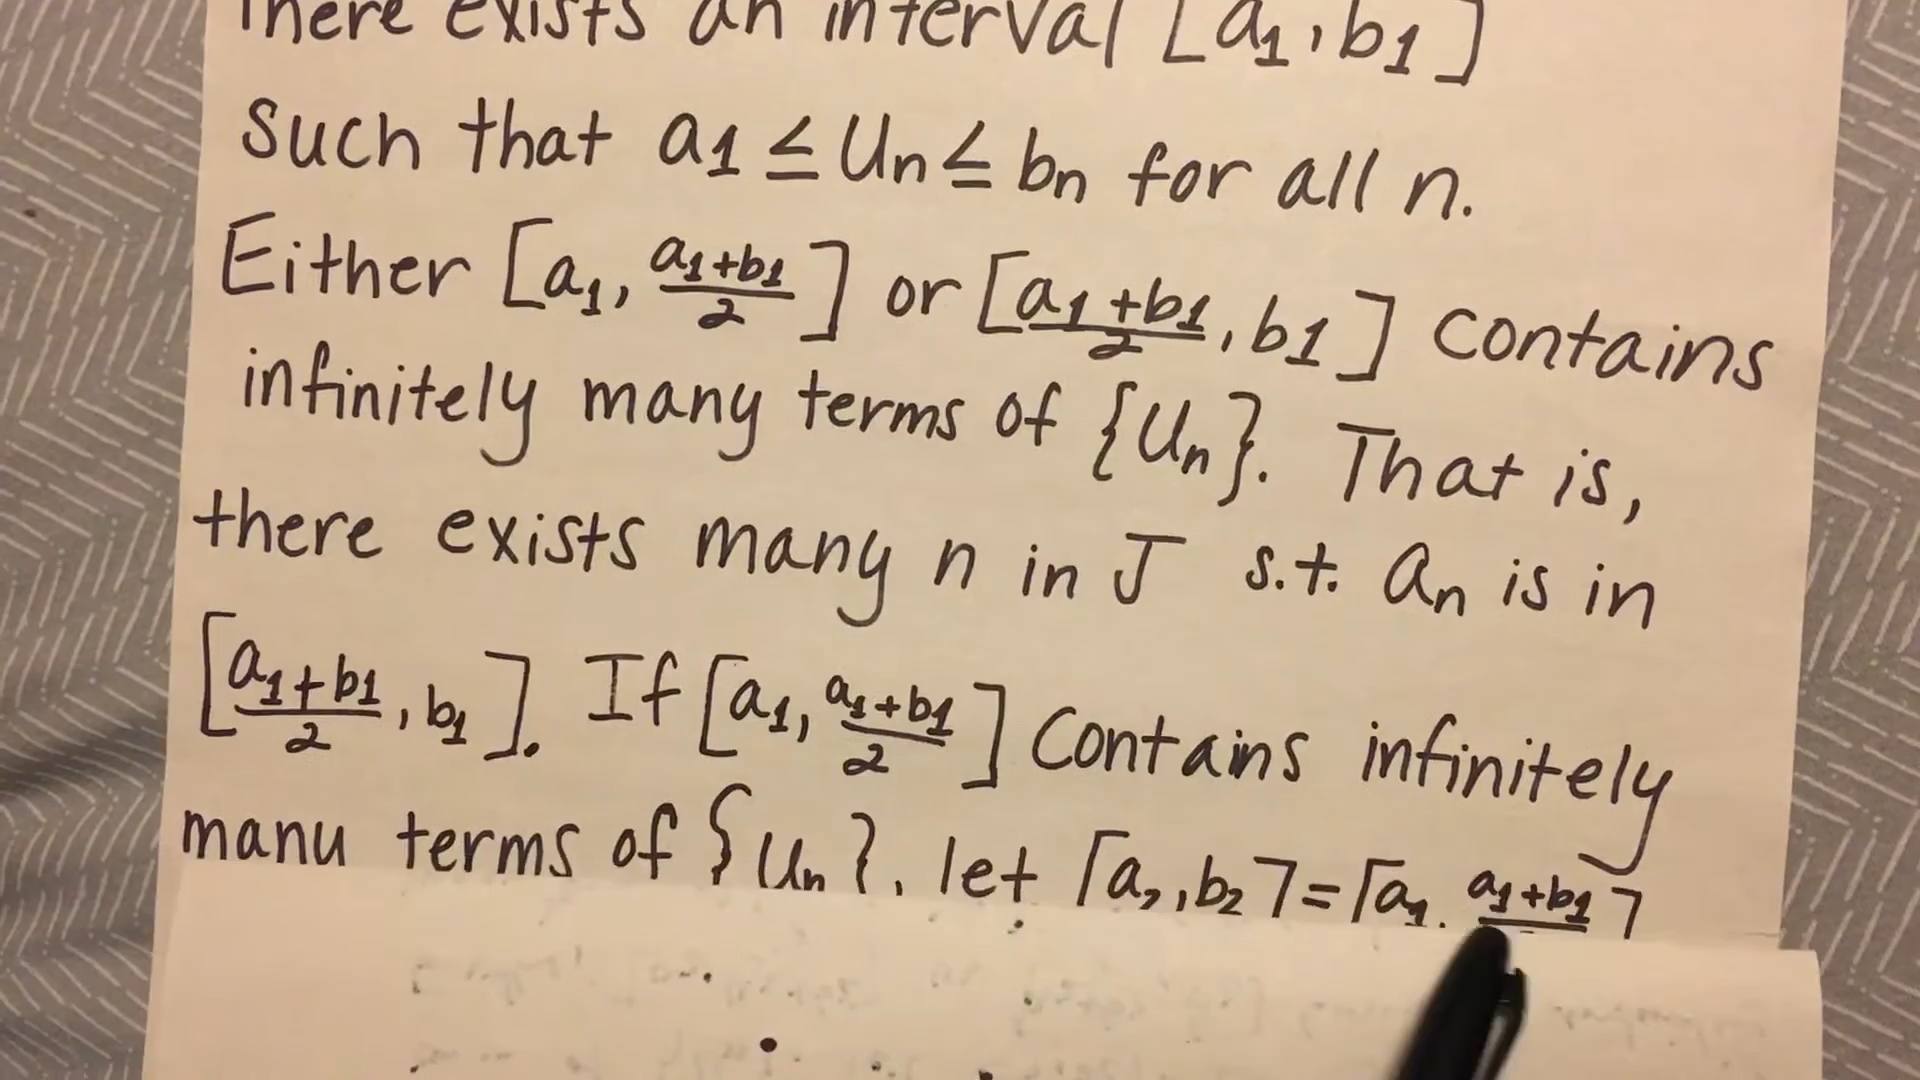 There exists an interval [a₁, b₁]
such that a₁ ≤ Uₙ ≤ bₙ for all n.
Either [a₁, (a₁+b₁)/2] or [(a₁+b₁)/2, b₁] contains
infinitely many terms of {Uₙ}. That is,
there exists many n in J s.t. aₙ is in
[(a₁+b₁)/2, b₁]. If [a₁, (a₁+b₁)/2] contains infinitely
many terms of {Uₙ}, let [a₂, b₂] = [a₁, (a₁+b₁)/2]